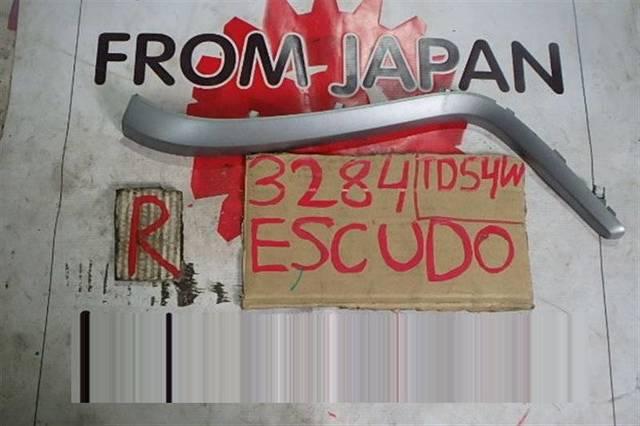 FROM JAPAN
3284 TD54W
R
ESCUDO